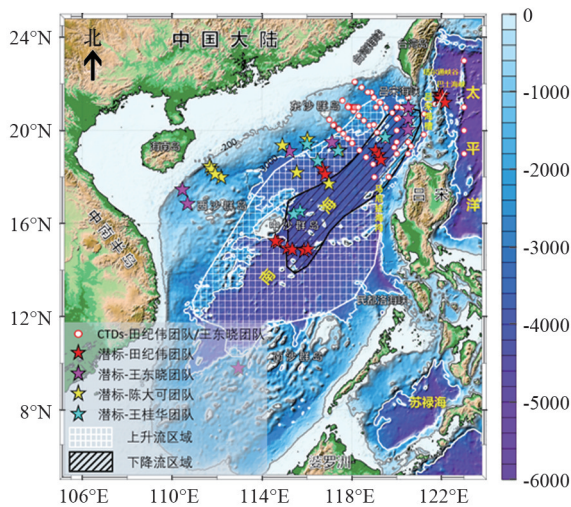 24°N
20°N
16°N
12°N
8°N
北
中国大陆
台湾岛
海南岛
东沙群岛
西沙群岛
中沙群岛
南沙群岛
200
南
海
吕宋
太
平
洋
巴士海峡
民都洛海峡
苏禄海
中南半岛
CTDs-田纪伟团队/王东晓团队
潜标-田纪伟团队
潜标-王东晓团队
潜标-陈大可团队
潜标-王桂华团队
上升流区域
下降流区域
106°E
110°E
114°E
118°E
122°E
0
-1000
-2000
-3000
-4000
-5000
-6000